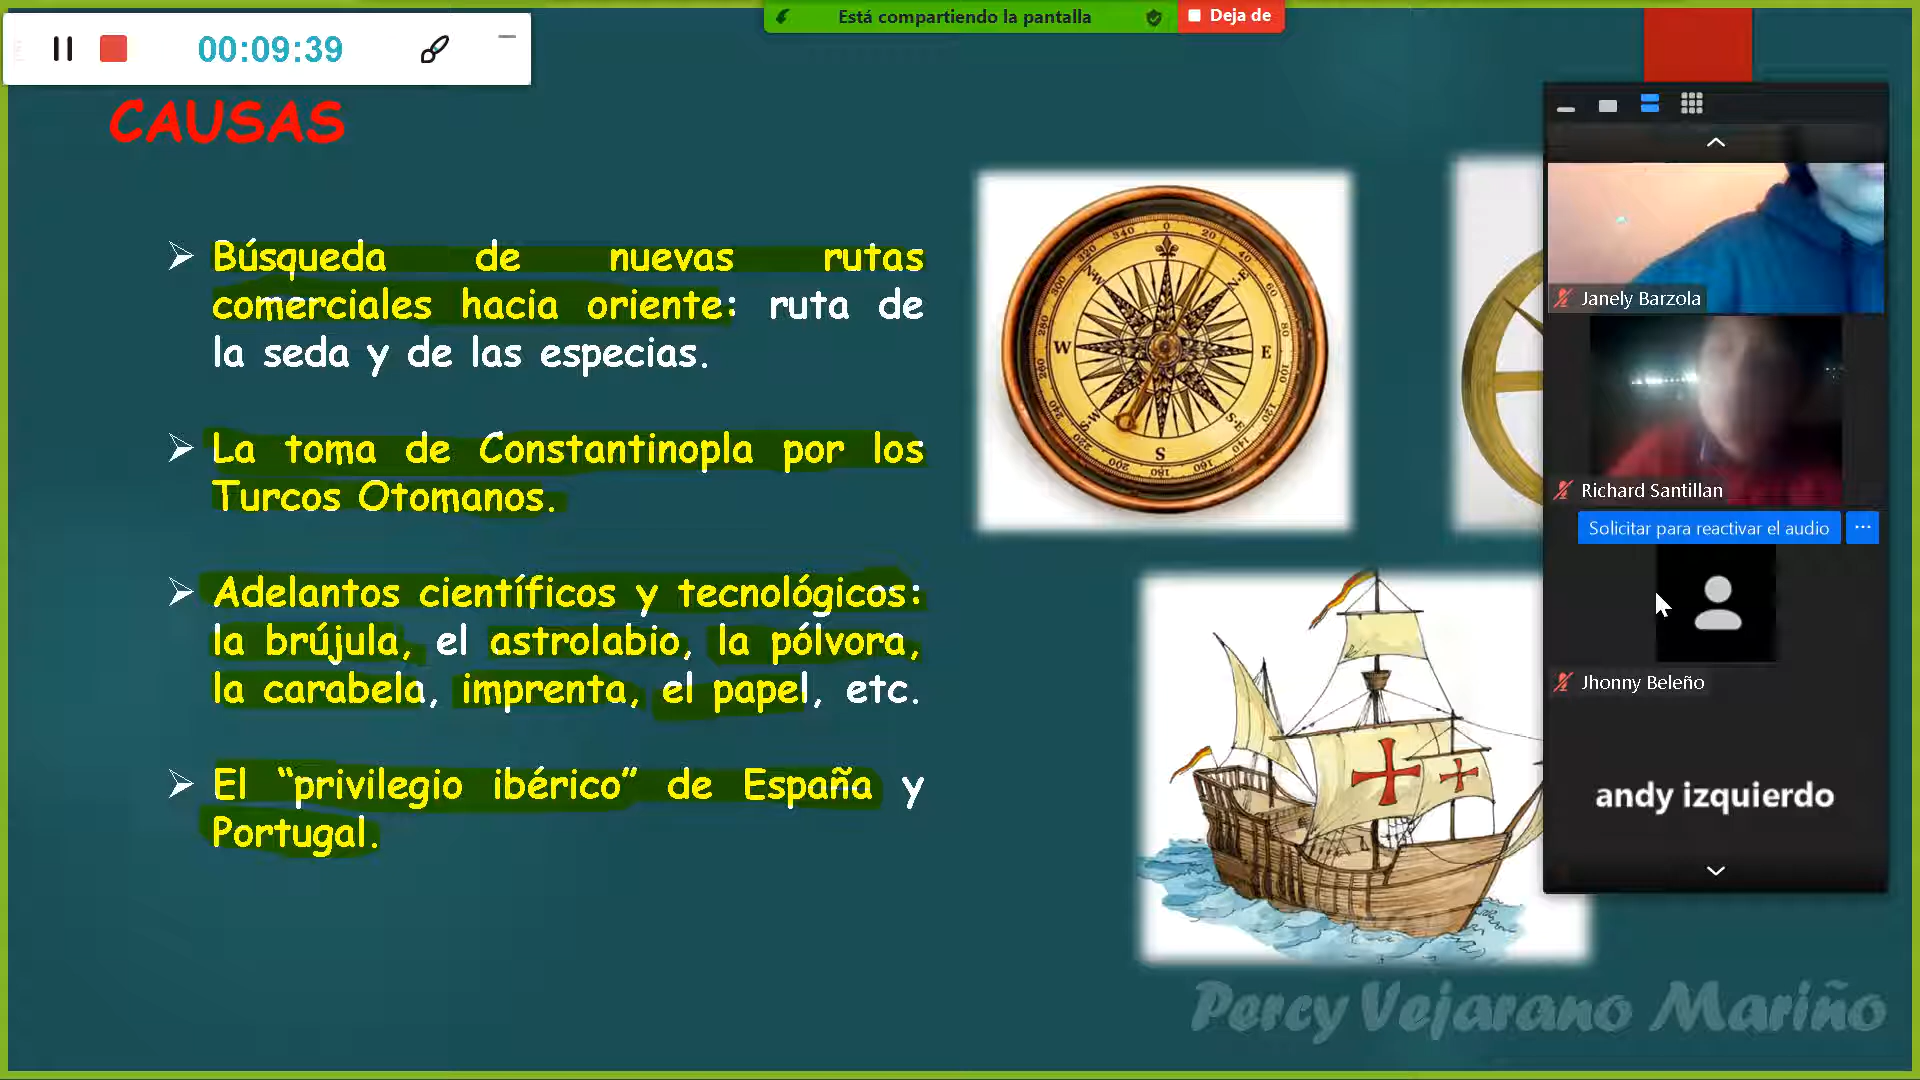 Está compartiendo la pantalla
Deja de
00:09:39
CAUSAS
Búsqueda de nuevas rutas
comerciales hacia oriente: ruta de
la seda y de las especias.
La toma de Constantinopla por los
Turcos Otomanos.
Adelantos científicos y tecnológicos:
la brújula, el astrolabio, la pólvora,
la carabela, imprenta, el papel, etc.
El “privilegio ibérico” de España y
Portugal.
W
E
S
Janely Barzola
Richard Santillan
Solicitar para reactivar el audio
Jhonny Beleño
andy izquierdo
Percy Vejarano Mariño